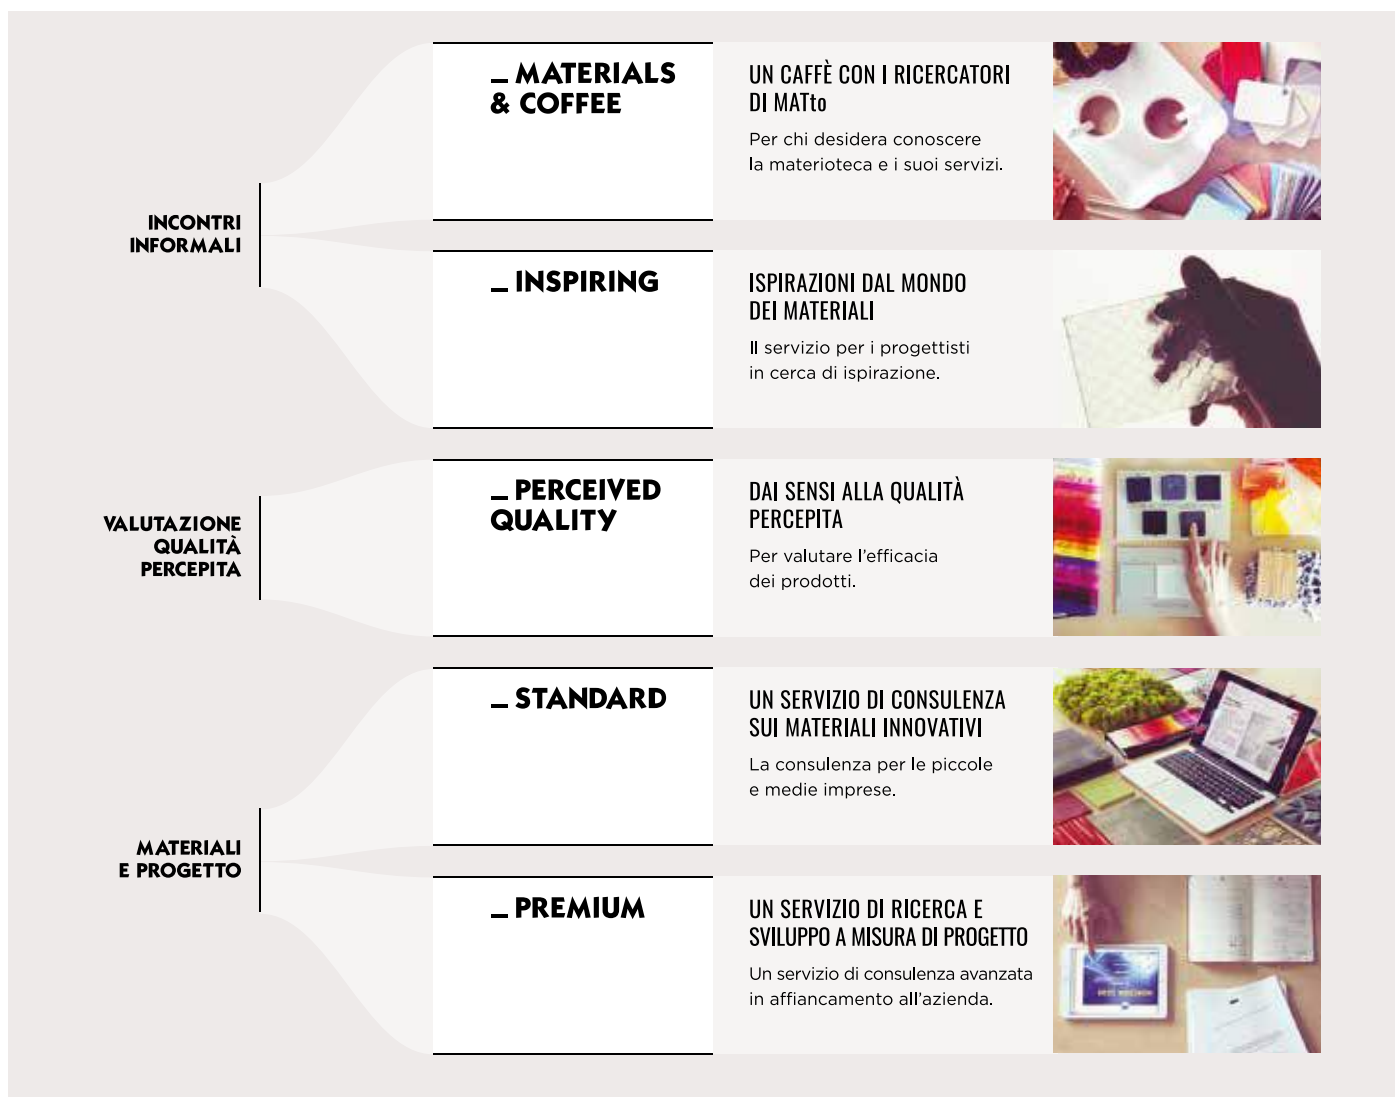 INCONTRI
INFORMALI
_ MATERIALS
& COFFEE
UN CAFFÈ CON I RICERCATORI
DI MATto
Per chi desidera conoscere
la materioteca e i suoi servizi.
_ INSPIRING
ISPIRAZIONI DAL MONDO
DEI MATERIALI
Il servizio per i progettisti
in cerca di ispirazione.
VALUTAZIONE
QUALITÀ
PERCEPITA
_ PERCEIVED
QUALITY
DAI SENSI ALLA QUALITÀ
PERCEPITA
Per valutare l'efficacia
dei prodotti.
MATERIALI
E PROGETTO
_ STANDARD
UN SERVIZIO DI CONSULENZA
SUI MATERIALI INNOVATIVI
La consulenza per le piccole
e medie imprese.
_ PREMIUM
UN SERVIZIO DI RICERCA E
SVILUPPO A MISURA DI PROGETTO
Un servizio di consulenza avanzata
in affiancamento all'azienda.